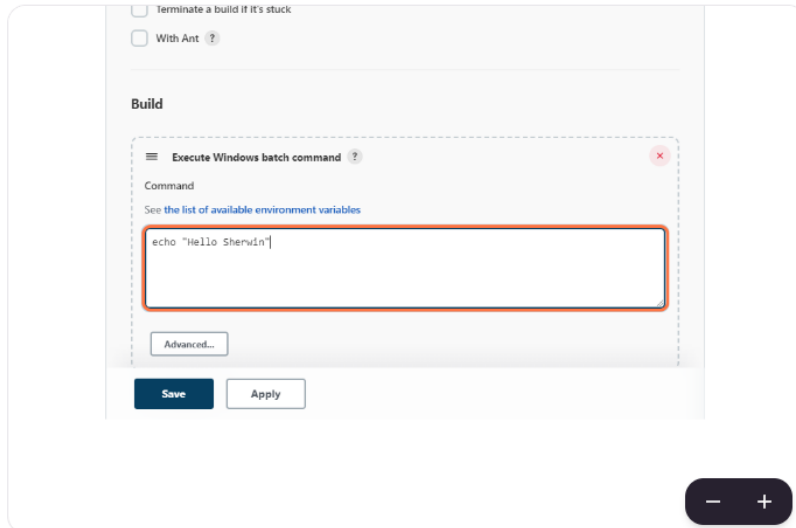 Terminate a build if it's stuck
With Ant ?
Build
Execute Windows batch command ?
Command
See the list of available environment variables
echo "Hello Sherwin"
Advanced...
Save Apply